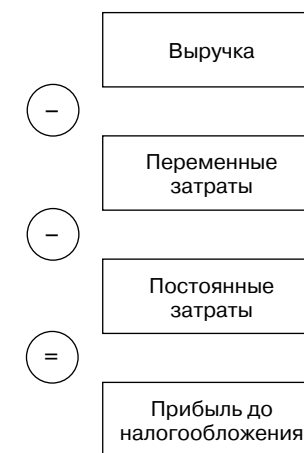 Выручка
–
Переменные
затраты
–
Постоянные
затраты
=
Прибыль до
налогообложения